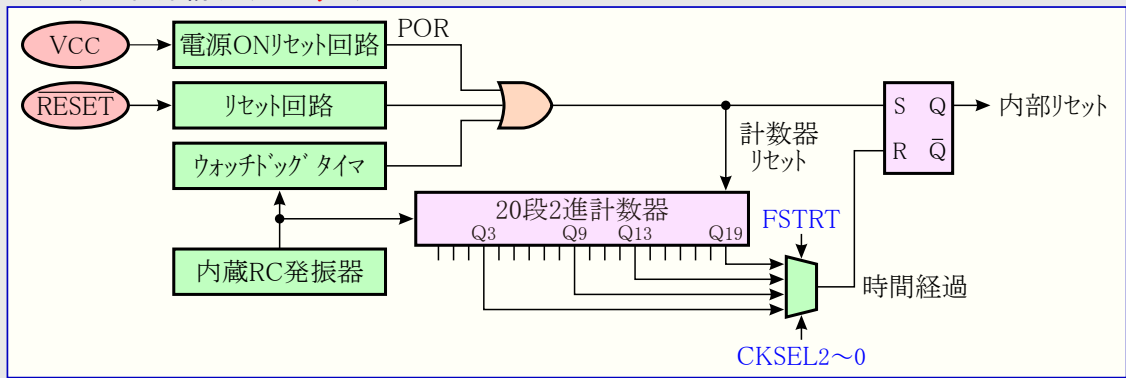 VCC
電源ONリセット回路
POR
RESET
リセット回路
ウォッチドッグ タイマ
計数器
リセット
S Q
R Q
内部リセット
20段2進計数器
Q3 Q9 Q13 Q19
FSTRT
内蔵RC発振器
時間経過
CKSEL2～0